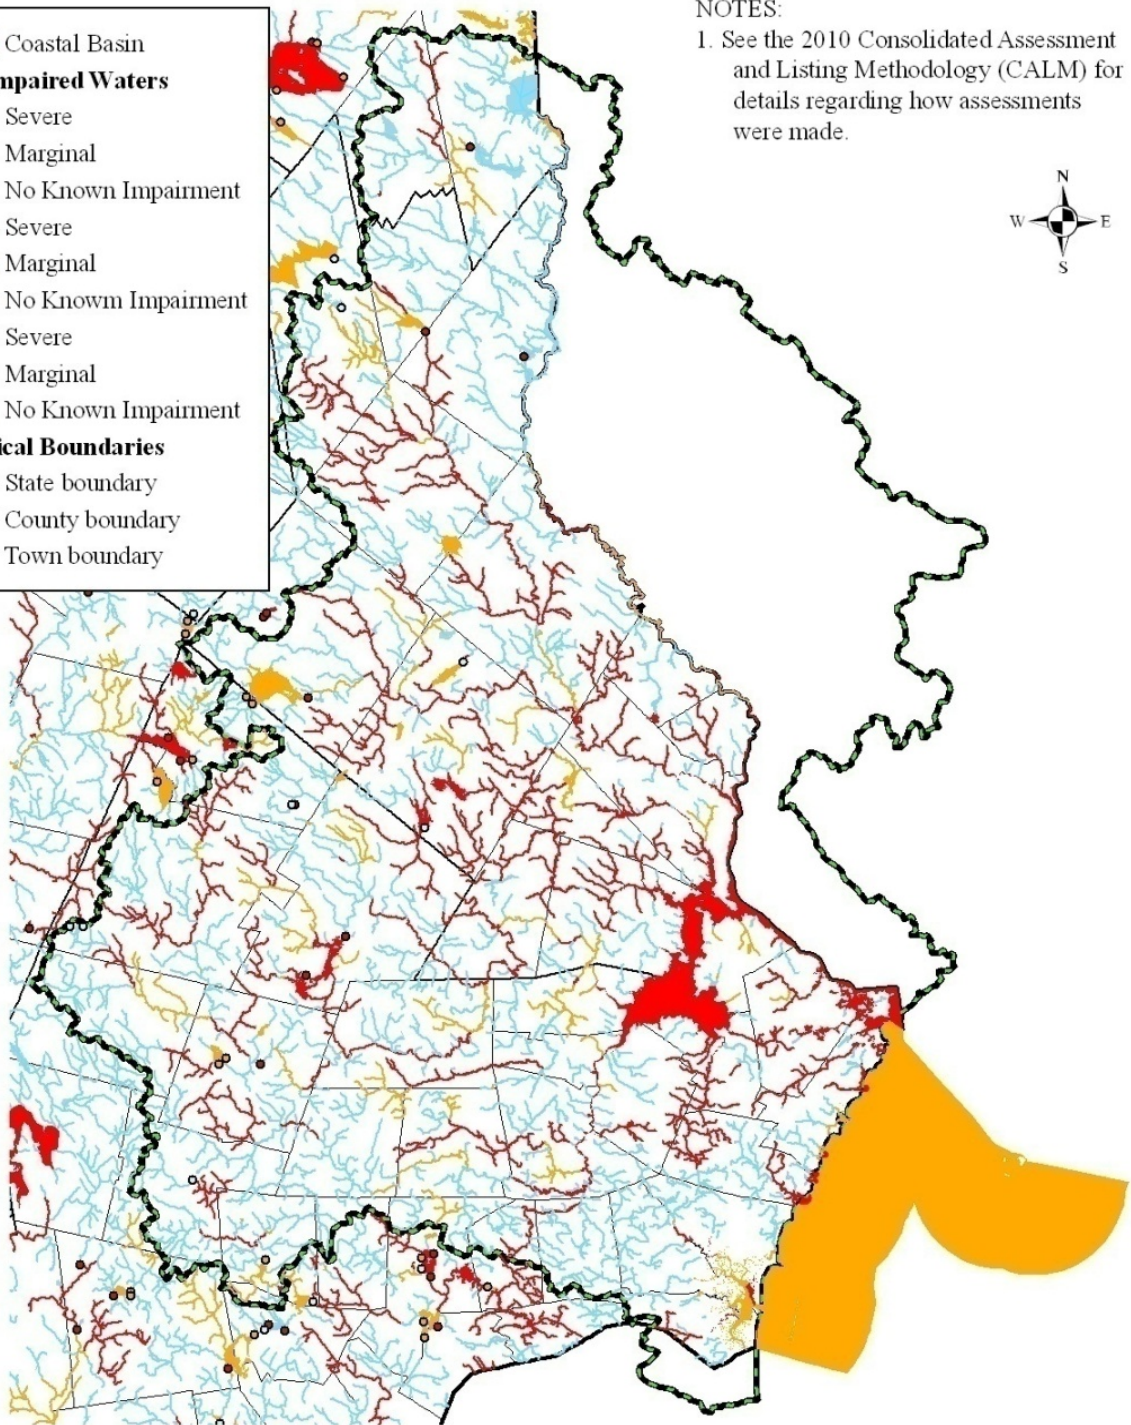 Coastal Basin
mpaired Waters
Severe
Marginal
No Known Impairment
Severe
Marginal
No Knowm Impairment
Severe
Marginal
No Known Impairment
ical Boundaries
State boundary
County boundary
Town boundary
NOTES:
1. See the 2010 Consolidated Assessment
and Listing Methodology (CALM) for
details regarding how assessments
were made.
N
W E
S